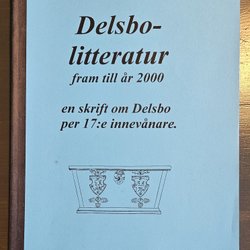 Delsbo-
litteratur
fram till år 2000
en skrift om Delsbo
per 17:e innevånare.